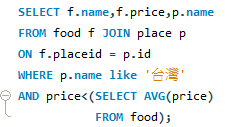 SELECT f.name,f.price,p.name
FROM food f JOIN place p
ON f.placeid = p.id
WHERE p.name like '台灣'
AND price<(SELECT AVG(price)
FROM food);